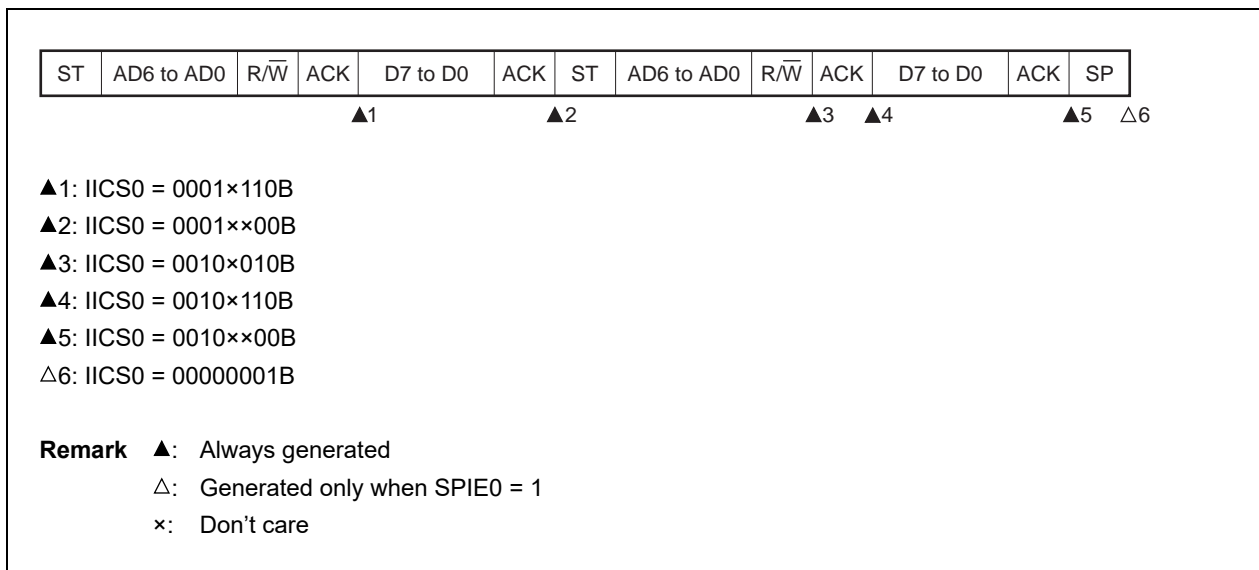 ST AD6 to AD0 R/W̅ ACK D7 to D0 ACK ST AD6 to AD0 R/W̅ ACK D7 to D0 ACK SP
▲1 ▲2 ▲3 ▲4 ▲5 △6
▲1: IICS0 = 0001×110B
▲2: IICS0 = 0001××00B
▲3: IICS0 = 0010×010B
▲4: IICS0 = 0010×110B
▲5: IICS0 = 0010××00B
△6: IICS0 = 00000001B
Remark ▲: Always generated
△: Generated only when SPIE0 = 1
×: Don't care